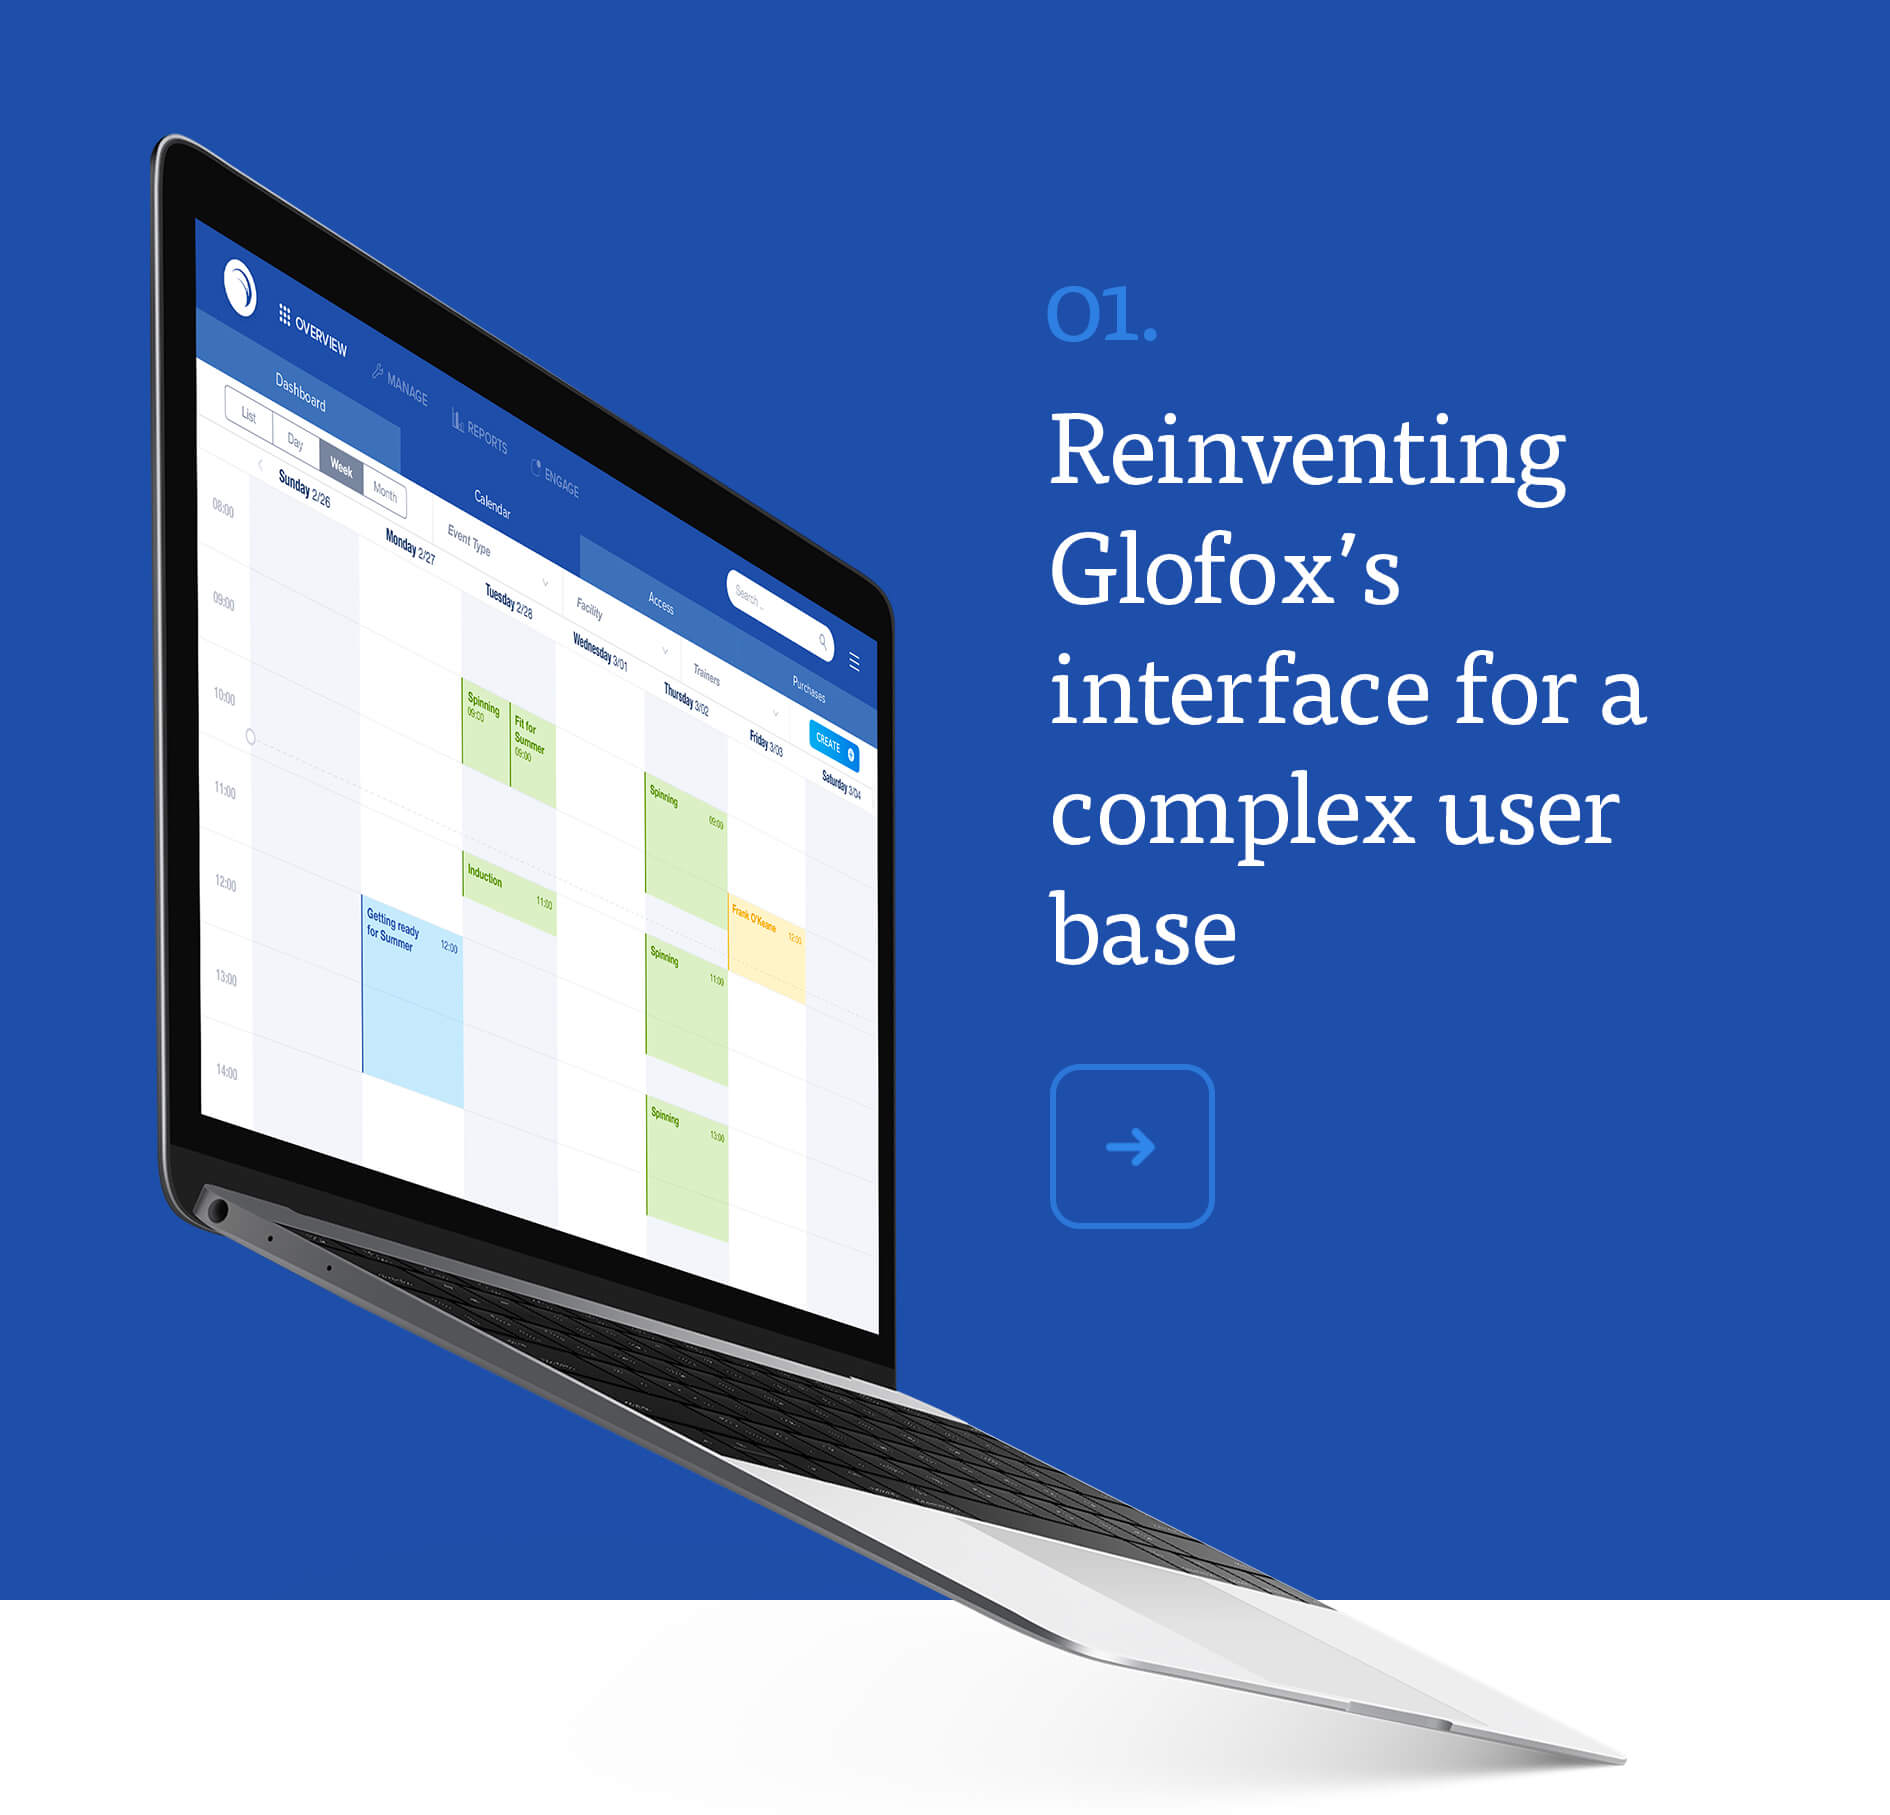 01.
Reinventing
Glofox’s
interface for a
complex user
base
OVERVIEW
MANAGE
REPORTS
ENGAGE
Search ..
Dashboard
Calendar
Access
Purchases
List
Day
Week
Month
Event Type
Facility
Trainers
CREATE
Sunday 2/26
Monday 2/27
Tuesday 2/28
Wednesday 3/01
Thursday 3/02
Friday 3/03
Saturday 3/04
08:00
09:00
10:00
11:00
12:00
13:00
14:00
Getting ready
for Summer
12:00
Spinning
09:00
Fit for
Summer
09:00
Induction
11:00
Spinning
09:00
Spinning
11:00
Spinning
13:00
Frank O'Keane
12:00